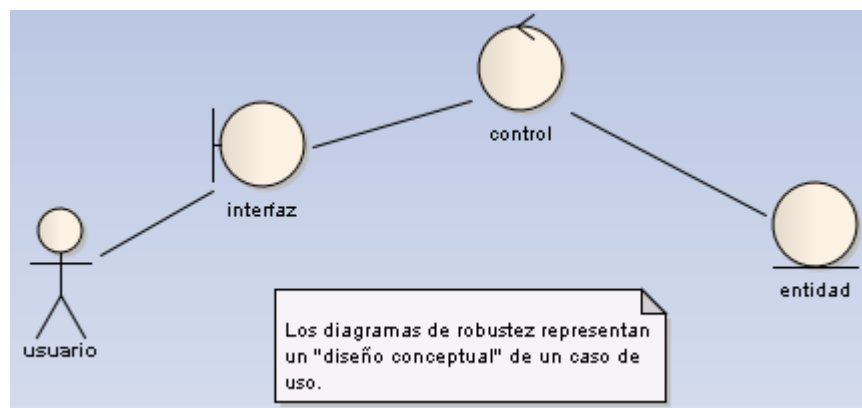 control
interfaz
entidad
usuario
Los diagramas de robustez representan
un "diseño conceptual" de un caso de
uso.